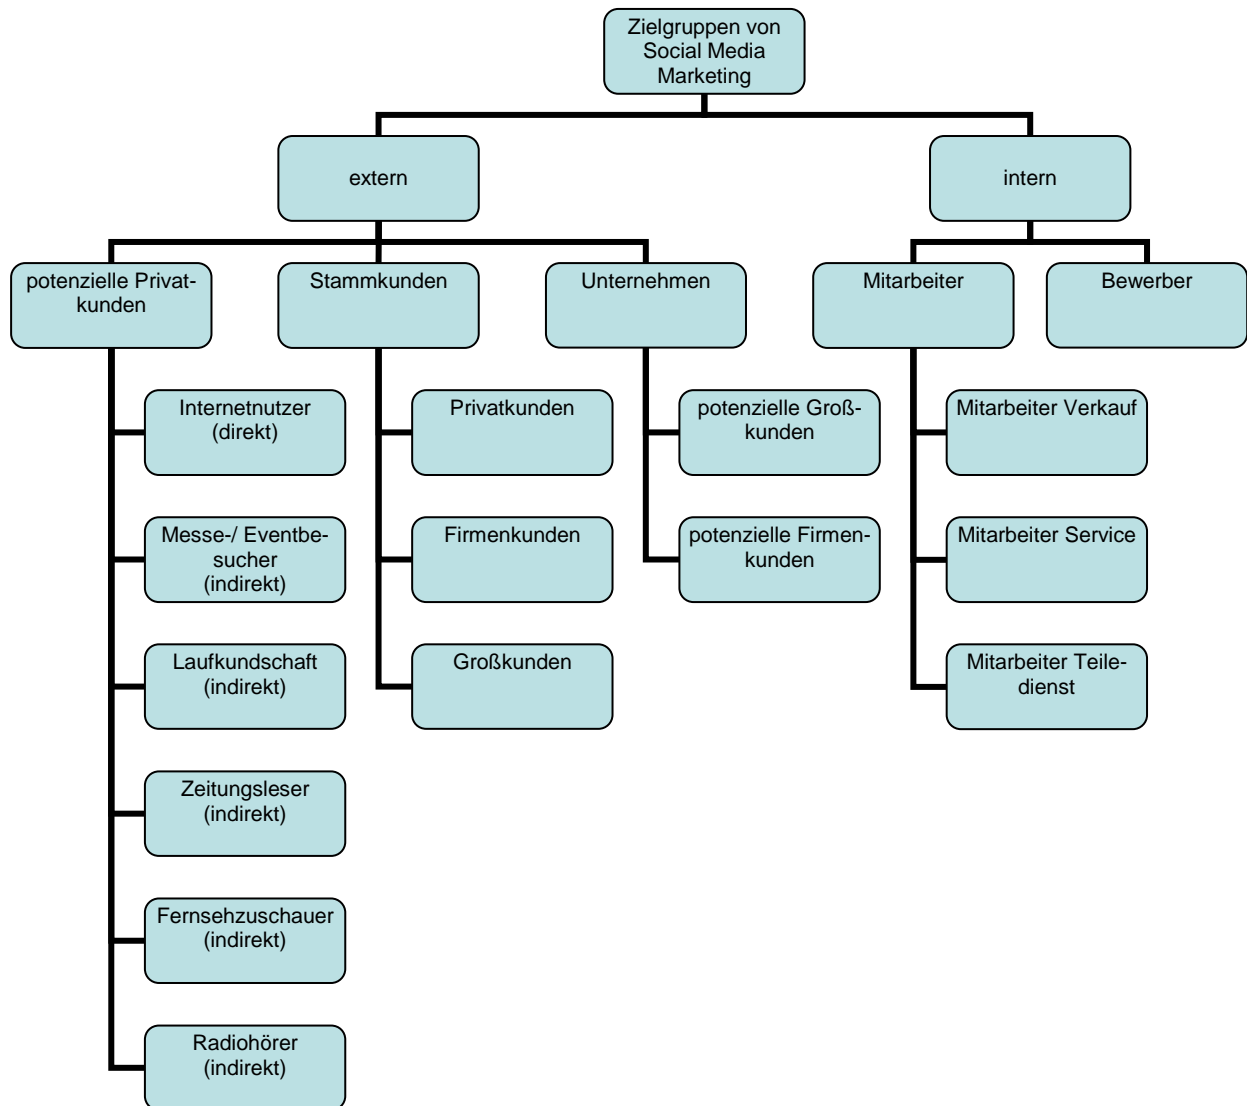 Zielgruppen von
Social Media
Marketing
extern
intern
potenzielle Privat-
kunden
Stammkunden
Unternehmen
Mitarbeiter
Bewerber
Internetnutzer
(direkt)
Privatkunden
potenzielle Groß-
kunden
Mitarbeiter Verkauf
Messe-/ Eventbe-
sucher
(indirekt)
Firmenkunden
potenzielle Firmen-
kunden
Mitarbeiter Service
Laufkundschaft
(indirekt)
Großkunden
Mitarbeiter Teile-
dienst
Zeitungsleser
(indirekt)
Fernsehzuschauer
(indirekt)
Radiohörer
(indirekt)